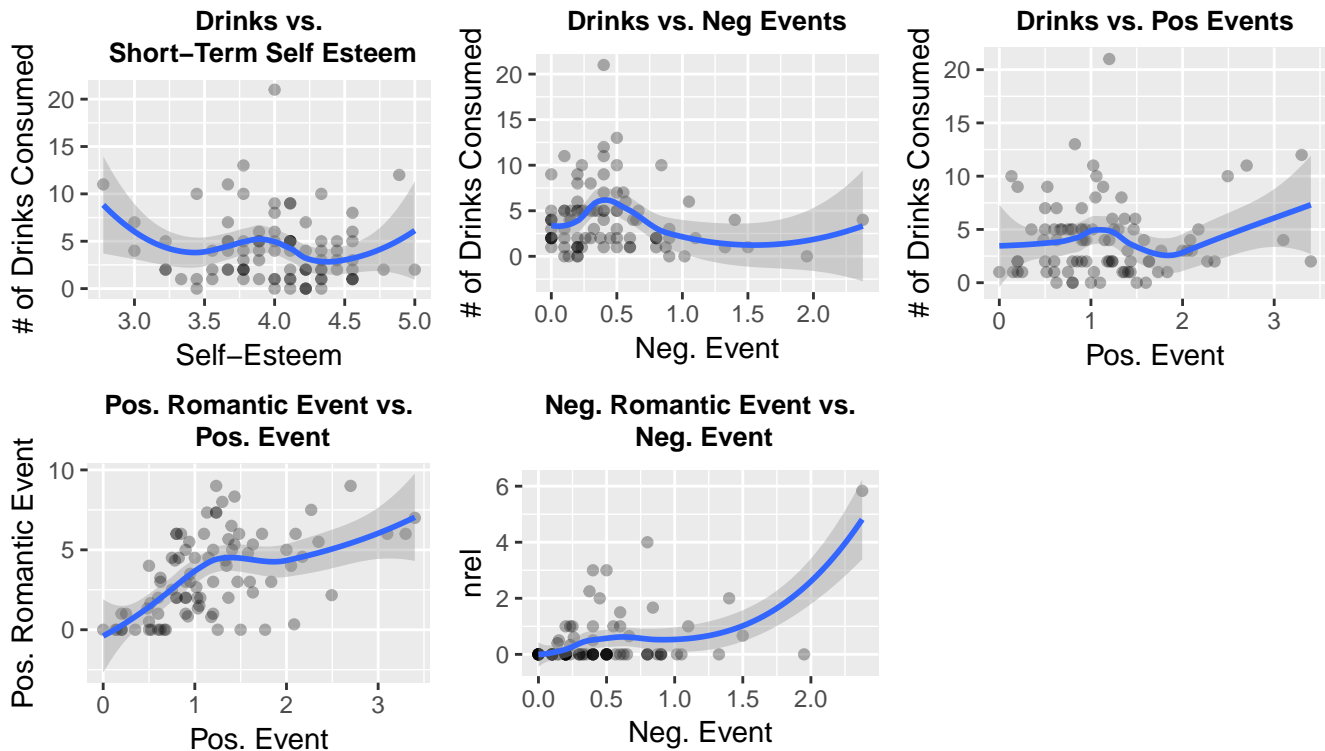 Drinks vs.
Short−Term Self Esteem
# of Drinks Consumed
20
15
10
5
0
3.0 3.5 4.0 4.5 5.0
Self−Esteem
Drinks vs. Neg Events
# of Drinks Consumed
20
15
10
5
0
0.0 0.5 1.0 1.5 2.0
Neg. Event
Drinks vs. Pos Events
# of Drinks Consumed
20
15
10
5
0
0 1 2 3
Pos. Event
Pos. Romantic Event vs.
Pos. Event
Pos. Romantic Event
10
5
0
0 1 2 3
Pos. Event
Neg. Romantic Event vs.
Neg. Event
nrel
6
4
2
0
0.0 0.5 1.0 1.5 2.0
Neg. Event